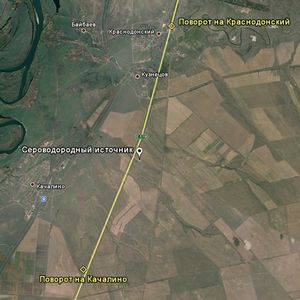 Поворот на Краснодонский
Байбаев
Краснодонский
Кузнецов
Сероводородный источник
Качалино
Поворот на Качалино